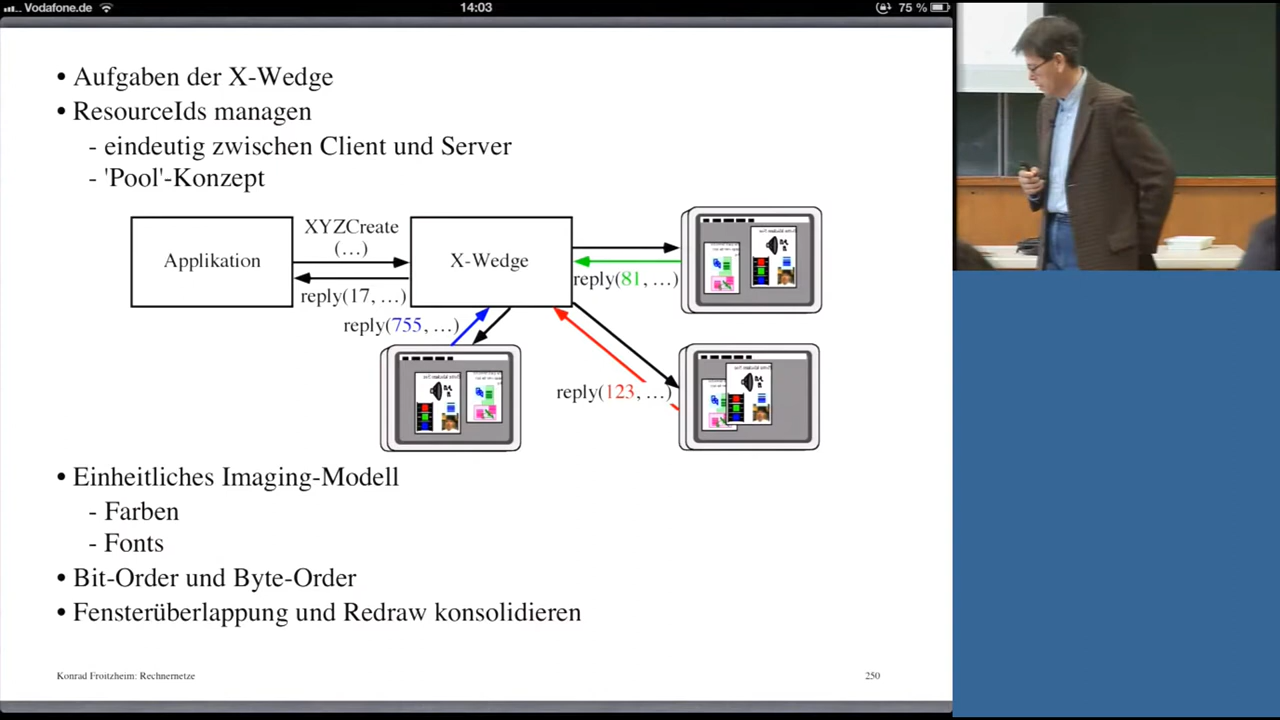 Vodafone.de
14:03
75 %
• Aufgaben der X-Wedge
• ResourceIds managen
- eindeutig zwischen Client und Server
- 'Pool'-Konzept
Applikation
XYZCreate
(…)
reply(17, …)
X-Wedge
reply(81, …)
reply(755, …)
reply(123, …)
• Einheitliches Imaging-Modell
- Farben
- Fonts
• Bit-Order und Byte-Order
• Fensterüberlappung und Redraw konsolidieren
Konrad Froitzheim: Rechnernetze
250